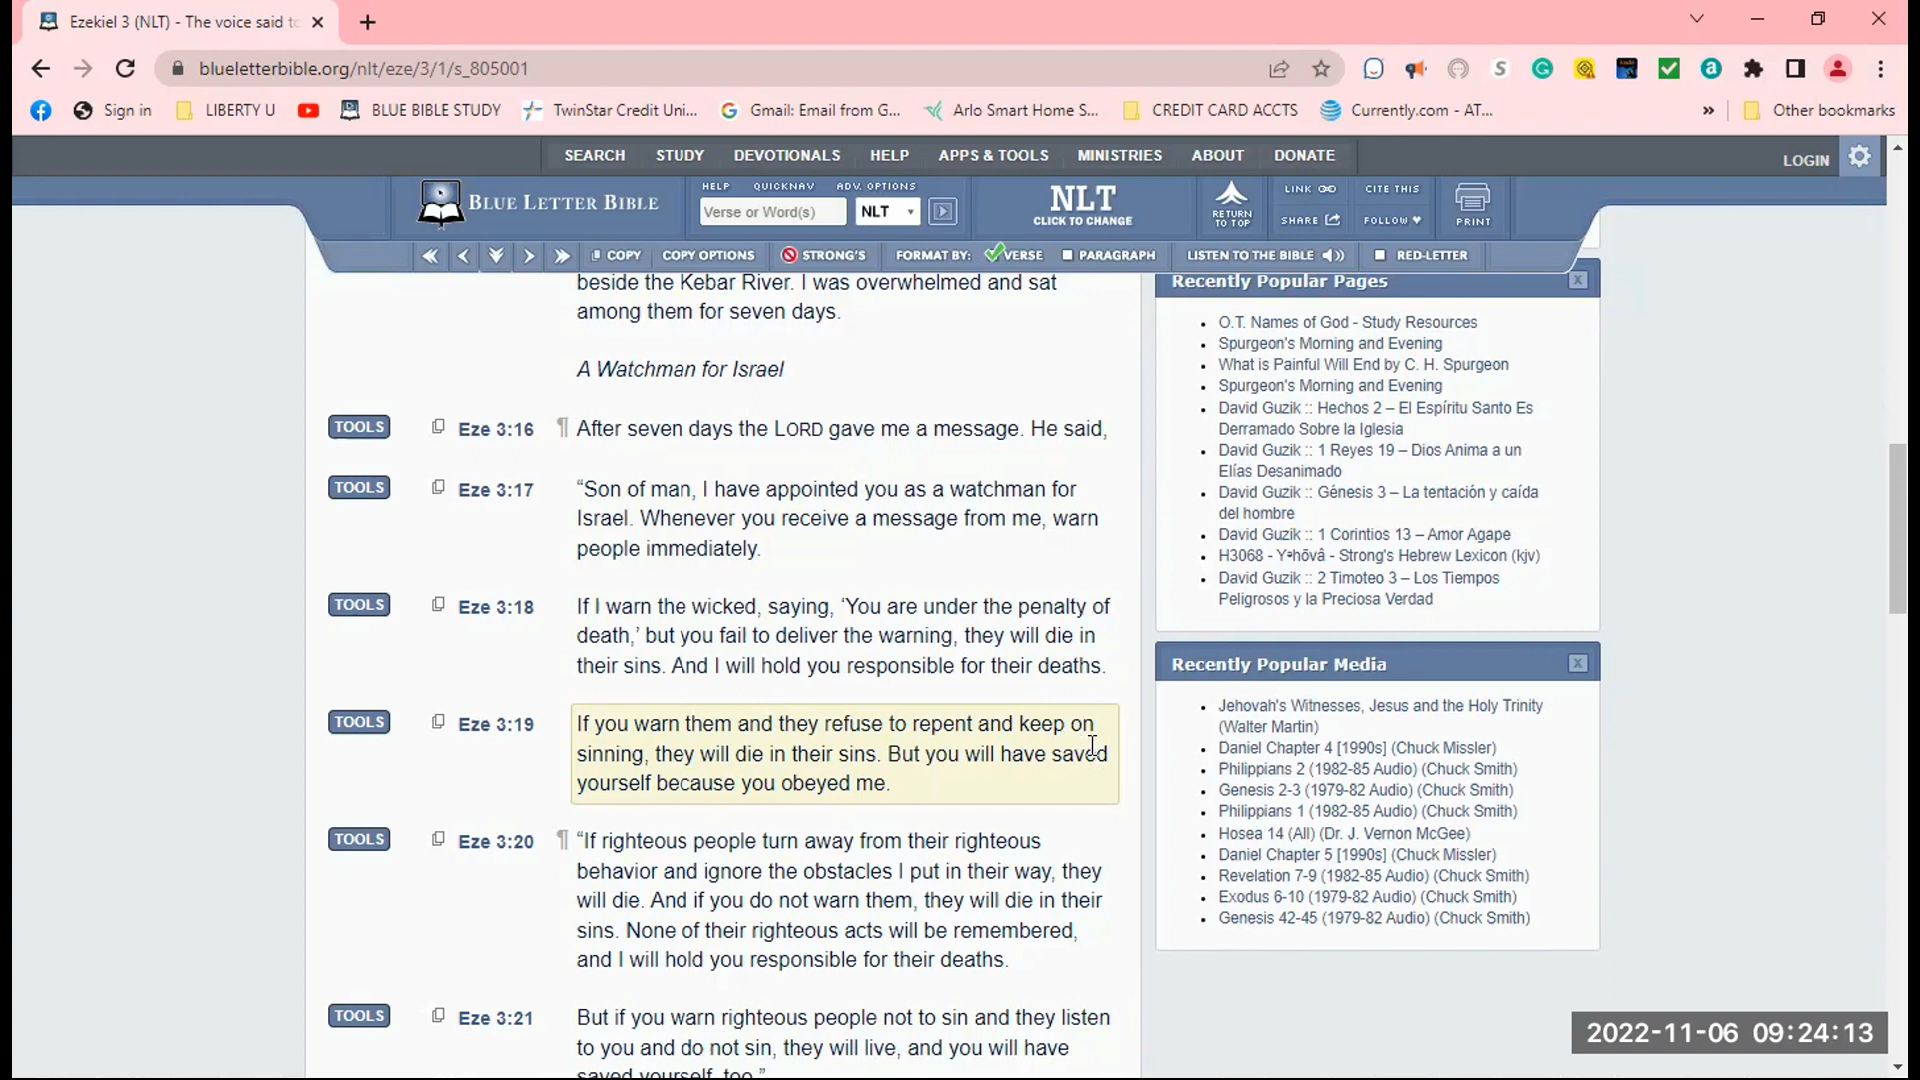 Ezekiel 3 (NLT) - The voice said to
blueletterbible.org/nlt/eze/3/1/s_805001
Sign in
LIBERTY U
BLUE BIBLE STUDY
TwinStar Credit Uni...
Gmail: Email from G...
Arlo Smart Home S...
CREDIT CARD ACCTS
Currently.com - AT...
»
Other bookmarks
SEARCH STUDY DEVOTIONALS HELP APPS & TOOLS MINISTRIES ABOUT DONATE
LOGIN
BLUE LETTER BIBLE
HELP QUICKNAV ADV. OPTIONS
Verse or Word(s)
NLT
NLT
CLICK TO CHANGE
RETURN
TO TOP
LINK
CITE THIS
SHARE
FOLLOW
PRINT
COPY COPY OPTIONS STRONG'S FORMAT BY: VERSE PARAGRAPH LISTEN TO THE BIBLE RED-LETTER
beside the Kebar River. I was overwhelmed and sat
among them for seven days.
A Watchman for Israel
TOOLS Eze 3:16 ¶ After seven days the LORD gave me a message. He said,
TOOLS Eze 3:17 “Son of man, I have appointed you as a watchman for
Israel. Whenever you receive a message from me, warn
people immediately.
TOOLS Eze 3:18 If I warn the wicked, saying, ‘You are under the penalty of
death,’ but you fail to deliver the warning, they will die in
their sins. And I will hold you responsible for their deaths.
TOOLS Eze 3:19 If you warn them and they refuse to repent and keep on
sinning, they will die in their sins. But you will have saved
yourself because you obeyed me.
TOOLS Eze 3:20 ¶ “If righteous people turn away from their righteous
behavior and ignore the obstacles I put in their way, they
will die. And if you do not warn them, they will die in their
sins. None of their righteous acts will be remembered,
and I will hold you responsible for their deaths.
TOOLS Eze 3:21 But if you warn righteous people not to sin and they listen
to you and do not sin, they will live, and you will have
saved yourself, too.”
Recently Popular Pages
O.T. Names of God - Study Resources
Spurgeon's Morning and Evening
What is Painful Will End by C. H. Spurgeon
Spurgeon's Morning and Evening
David Guzik :: Hechos 2 – El Espíritu Santo Es
Derramado Sobre la Iglesia
David Guzik :: 1 Reyes 19 – Dios Anima a un
Elías Desanimado
David Guzik :: Génesis 3 – La tentación y caída
del hombre
David Guzik :: 1 Corintios 13 – Amor Agape
H3068 - Yᵊhōvâ - Strong's Hebrew Lexicon (kjv)
David Guzik :: 2 Timoteo 3 – Los Tiempos
Peligrosos y la Preciosa Verdad
Recently Popular Media
Jehovah's Witnesses, Jesus and the Holy Trinity
(Walter Martin)
Daniel Chapter 4 [1990s] (Chuck Missler)
Philippians 2 (1982-85 Audio) (Chuck Smith)
Genesis 2-3 (1979-82 Audio) (Chuck Smith)
Philippians 1 (1982-85 Audio) (Chuck Smith)
Hosea 14 (All) (Dr. J. Vernon McGee)
Daniel Chapter 5 [1990s] (Chuck Missler)
Revelation 7-9 (1982-85 Audio) (Chuck Smith)
Exodus 6-10 (1979-82 Audio) (Chuck Smith)
Genesis 42-45 (1979-82 Audio) (Chuck Smith)
2022-11-06 09:24:13